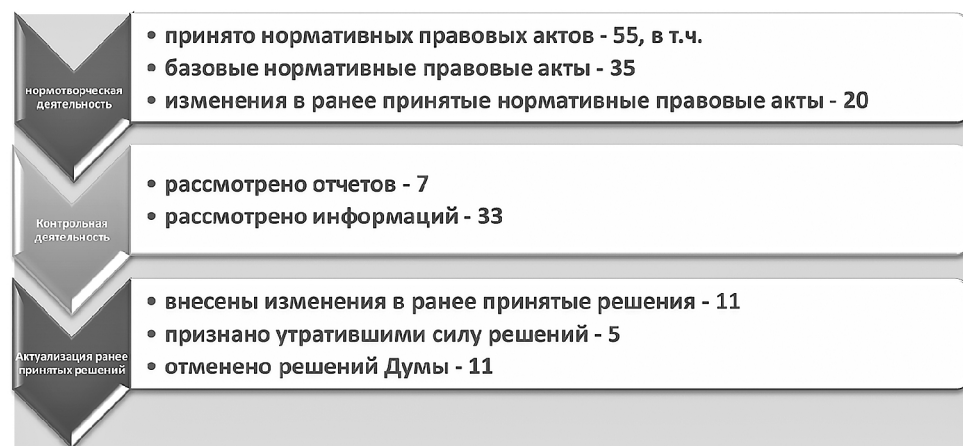 нормотворческая
деятельность
• принято нормативных правовых актов - 55, в т.ч.
• базовые нормативные правовые акты - 35
• изменения в ранее принятые нормативные правовые акты - 20
Контрольная
деятельность
• рассмотрено отчетов - 7
• рассмотрено информаций - 33
Актуализация ранее
принятых решений
• внесены изменения в ранее принятые решения - 11
• признано утратившими силу решений - 5
• отменено решений Думы - 11